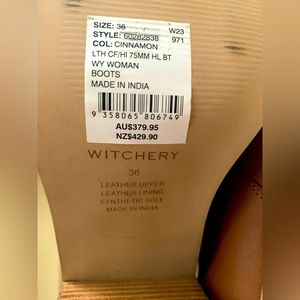 SIZE: 36 W23
STYLE: 60282838 971
COL: CINNAMON
LTH CF/HI 75MM HL BT
WY WOMAN
BOOTS
MADE IN INDIA
9 358065 806749
AU$379.95
NZ$429.90
WITCHERY
36
LEATHER UPPER
LEATHER LINING
SYNTHETIC SOLE
MADE IN INDIA